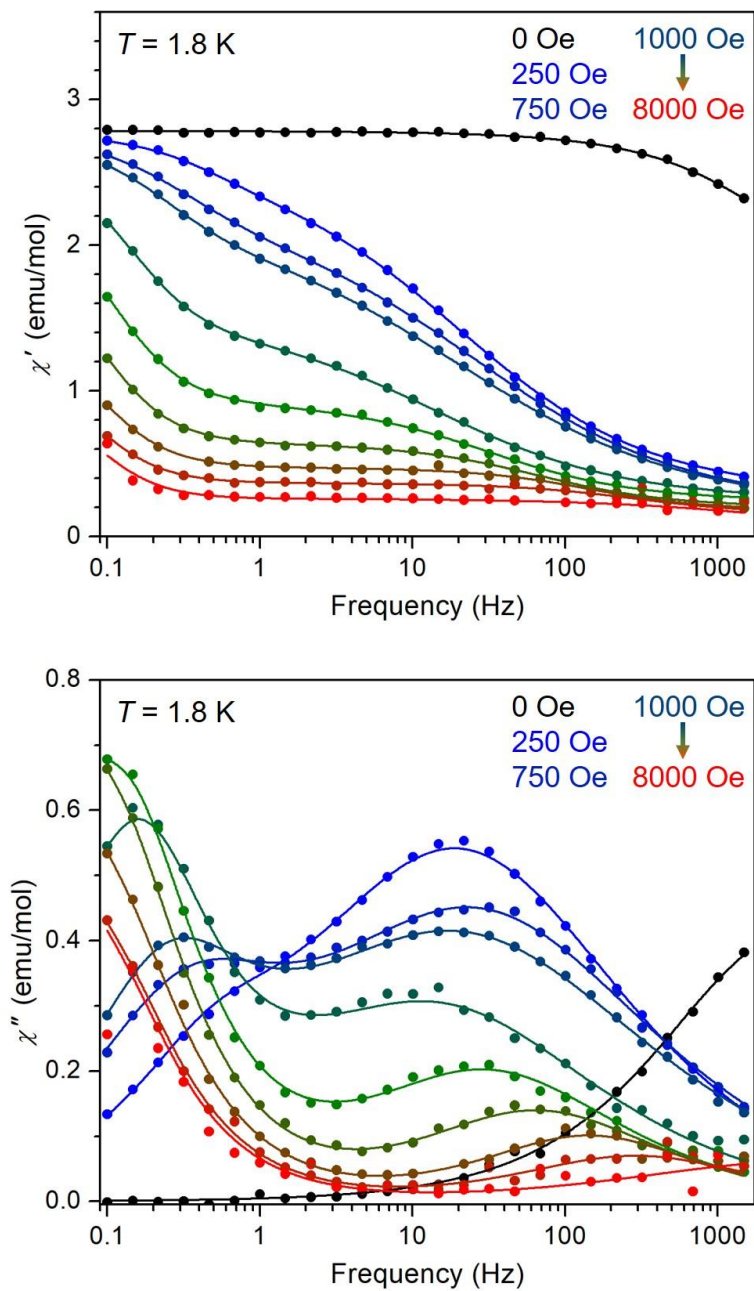 T = 1.8 K
0 Oe 1000 Oe
250 Oe
750 Oe 8000 Oe
3
2
1
0
χ′ (emu/mol)
0.1 1 10 100 1000
Frequency (Hz)
0.8
T = 1.8 K
0 Oe 1000 Oe
250 Oe
750 Oe 8000 Oe
0.6
0.4
0.2
0.0
χ″ (emu/mol)
0.1 1 10 100 1000
Frequency (Hz)